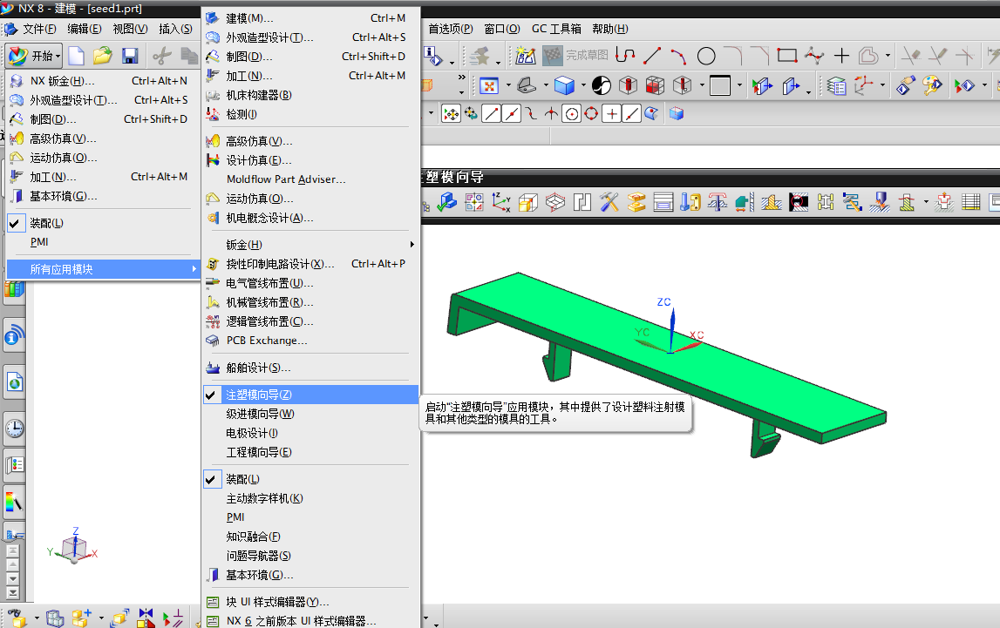 NX 8 - 建模 - [seed1.prt]
文件(F) 编辑(E) 视图(V) 插入(S) 首选项(P) 窗口(O) GC 工具箱 帮助(H)
开始
完成草图
NX 钣金(H)... Ctrl+Alt+N
外观造型设计(T)... Ctrl+Alt+S
制图(D)... Ctrl+Shift+D
高级仿真(V)...
运动仿真(O)...
加工(N)... Ctrl+Alt+M
基本环境(G)...
装配(L)
PMI
所有应用模块
建模(M)... Ctrl+M
外观造型设计(T)... Ctrl+Alt+S
制图(D)... Ctrl+Shift+D
加工(N)... Ctrl+Alt+M
机床构建器(B)
检测(I)
高级仿真(V)...
设计仿真(E)...
Moldflow Part Adviser...
运动仿真(O)...
机电概念设计(A)...
钣金(H)
挠性印制电路设计(X)... Ctrl+Alt+P
电气管线布置(U)...
机械管线布置(R)...
逻辑管线布置(C)...
PCB Exchange...
船舶设计(S)...
注塑模向导(Z)
级进模向导(W)
电极设计(I)
工程模向导(E)
装配(L)
主动数字样机(K)
PMI
知识融合(F)
问题导航器(S)
基本环境(G)...
块 UI 样式编辑器(Y)...
NX 6 之前版本 UI 样式编辑器...
塑模向导
启动“注塑模向导”应用模块，其中提供了设计塑料注射模
具和其他类型的模具的工具。
ZC
YC
XC
Z
Y
X